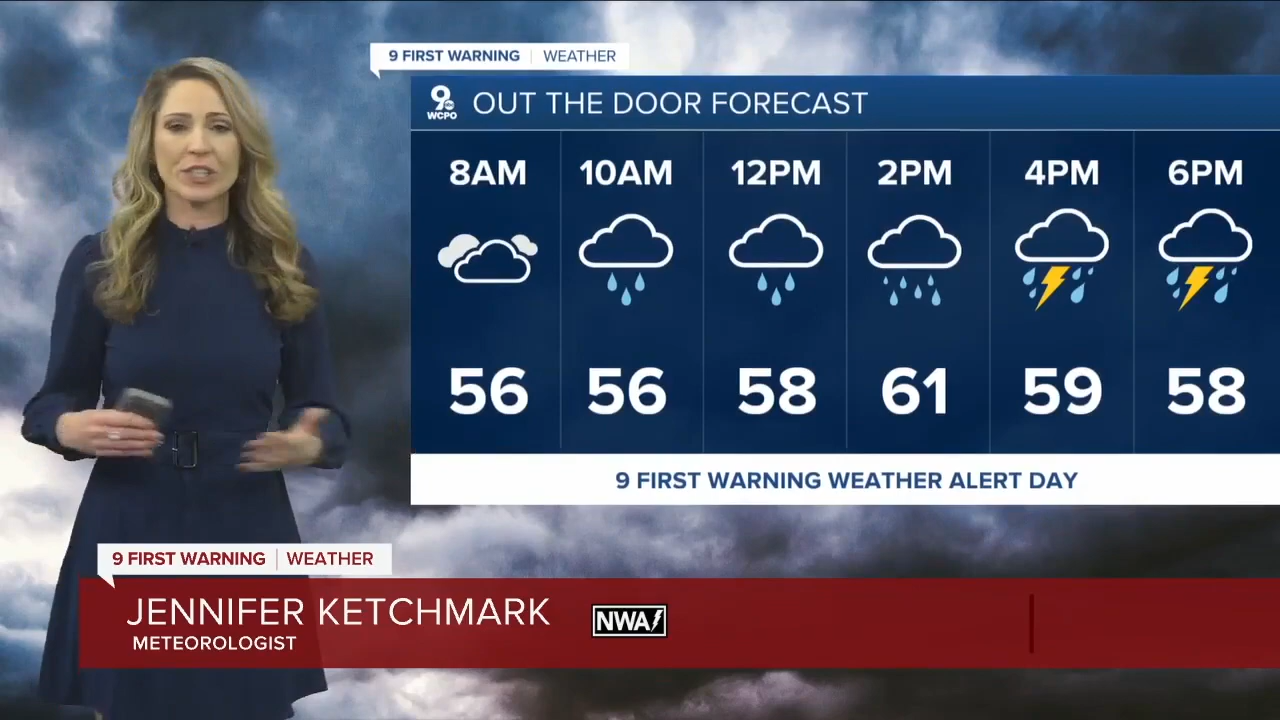 9 FIRST WARNING | WEATHER
9 WCPO OUT THE DOOR FORECAST
8AM 10AM 12PM 2PM 4PM 6PM
56 56 58 61 59 58
9 FIRST WARNING WEATHER ALERT DAY
9 FIRST WARNING | WEATHER
JENNIFER KETCHMARK
METEOROLOGIST
NWA